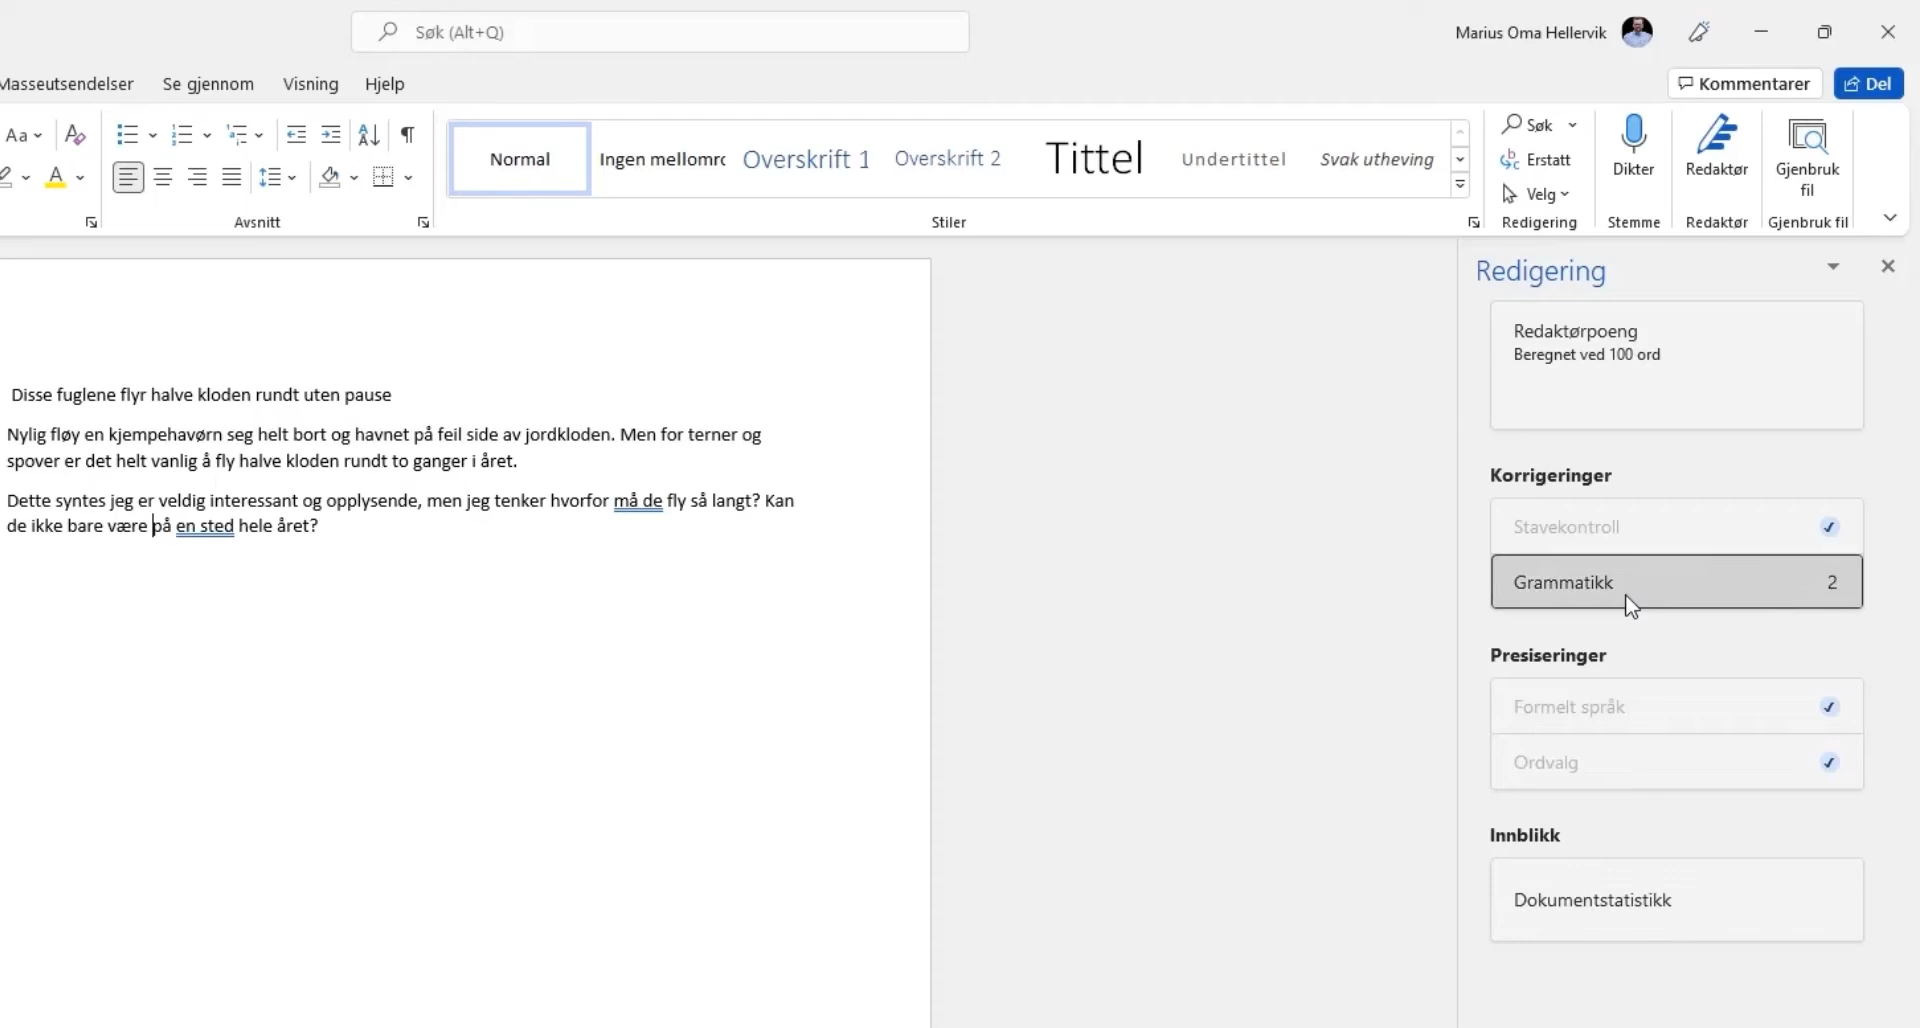 Søk (Alt+Q)
Marius Oma Hellervik
Masseutsendelser Se gjennom Visning Hjelp
Kommentarer Del
Aa
Normal Ingen mellomrc Overskrift 1 Overskrift 2 Tittel Undertittel Svak utheving
Søk
Erstatt
Velg
Dikter
Redaktør
Gjenbruk
fil
Avsnitt Stiler Redigering Stemme Redaktør Gjenbruk fil
Disse fuglene flyr halve kloden rundt uten pause
Nylig fløy en kjempehavørn seg helt bort og havnet på feil side av jordkloden. Men for terner og
spover er det helt vanlig å fly halve kloden rundt to ganger i året.
Dette syntes jeg er veldig interessant og opplysende, men jeg tenker hvorfor må de fly så langt? Kan
de ikke bare være på en sted hele året?
Redigering
Redaktørpoeng
Beregnet ved 100 ord
Korrigeringer
Stavekontroll
Grammatikk 2
Presiseringer
Formelt språk
Ordvalg
Innblikk
Dokumentstatistikk